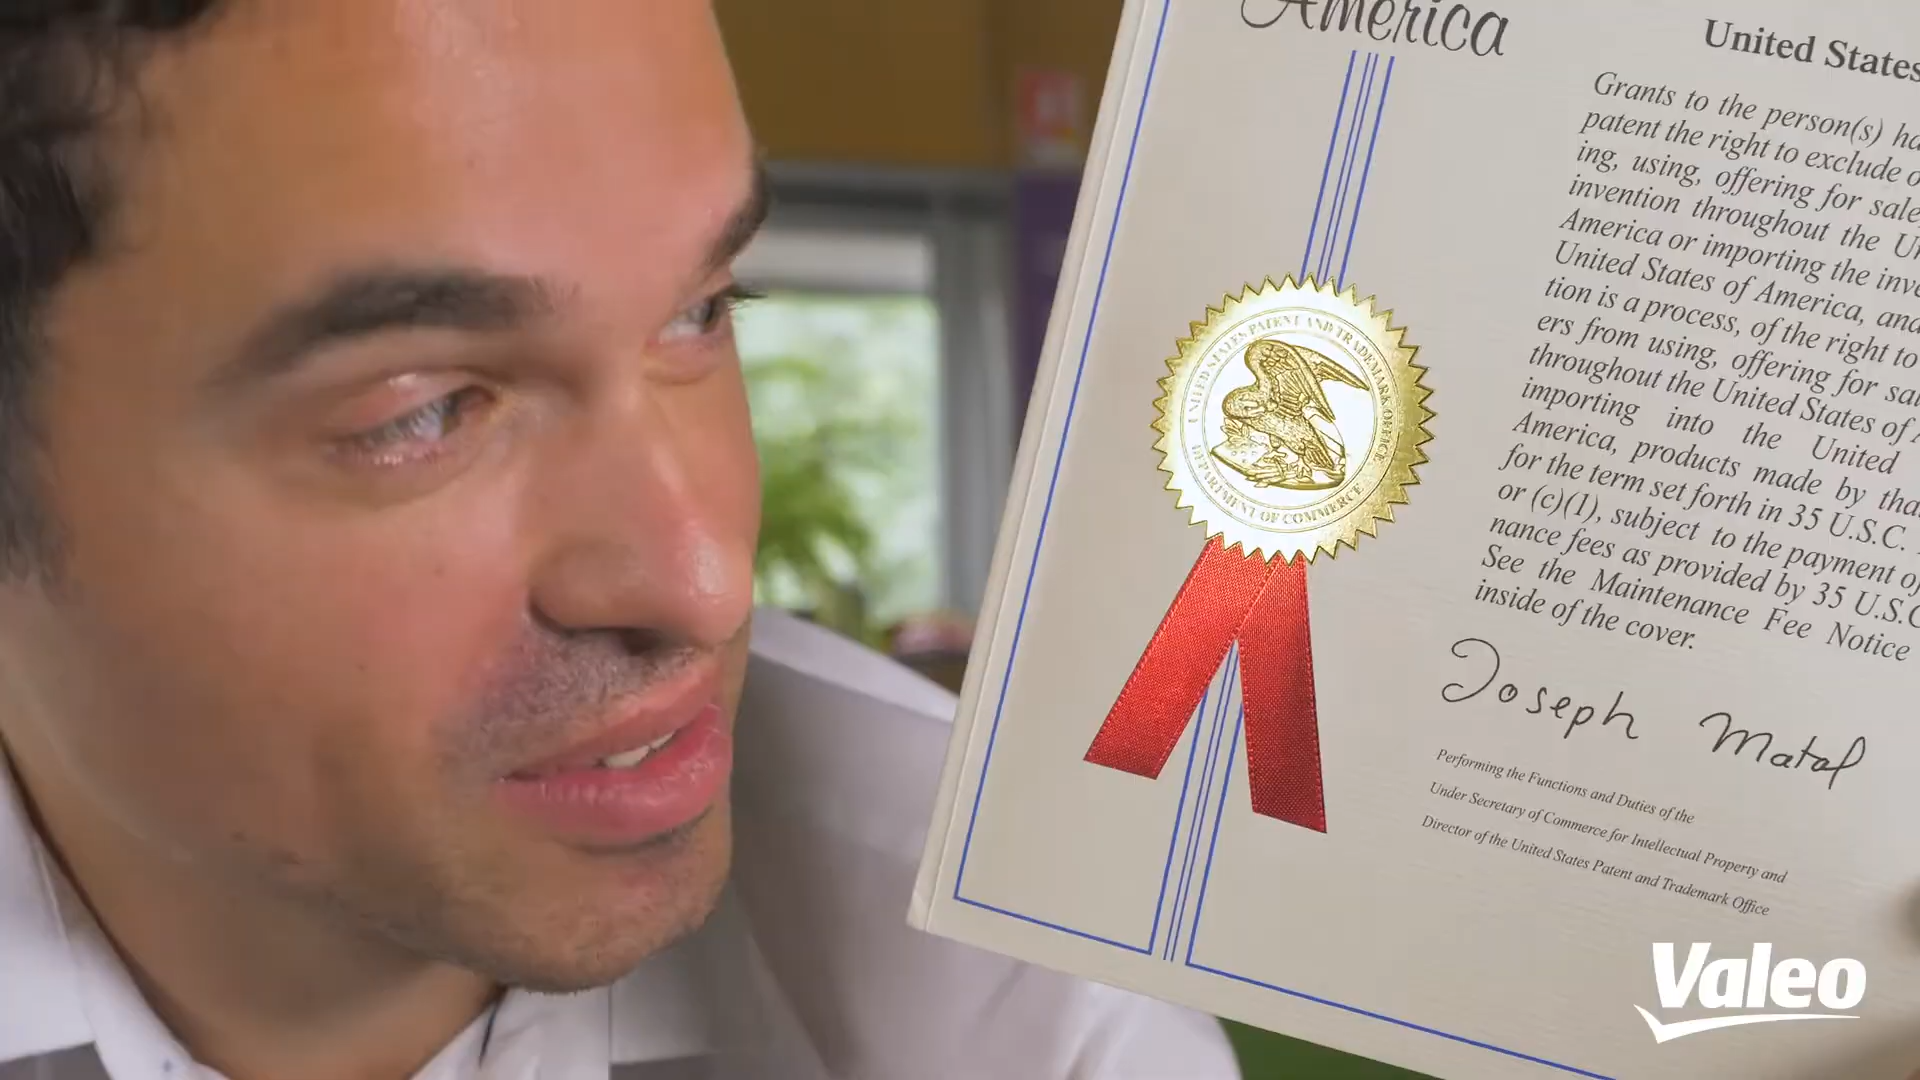 America
United States
Grants to the person(s)
patent the right to exclude
ing, using, offering for sale
invention throughout the
America or importing the
United States of America, and
tion is a process, of the right to
ers from using, offering for
throughout the United States of
importing into the United
America, products made by
for the term set forth in 35 U.S.C.
or (c)(1), subject to the payment
nance fees as provided by 35 U.S.C
See the Maintenance Fee Notice
inside of the cover.
UNITED STATES PATENT AND TRADEMARK OFFICE
DEPARTMENT OF COMMERCE
Joseph Matal
Performing the Functions and Duties of the
Under Secretary of Commerce for Intellectual Property and
Director of the United States Patent and Trademark Office
Valeo